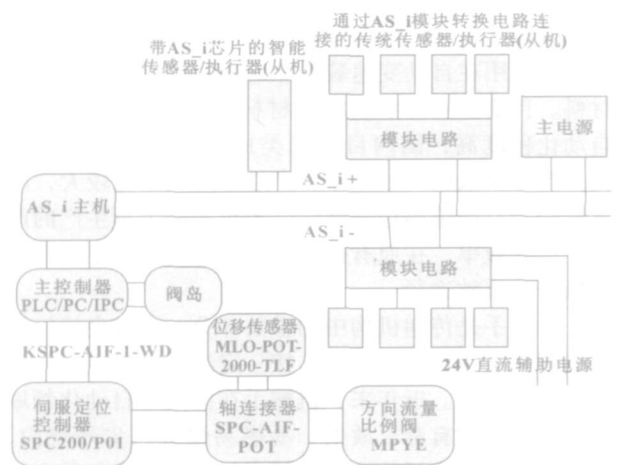 通过AS_i模块转换电路连
接的传统传感器/执行器(从机)
带AS_i芯片的智能
传感器/执行器(从机)
模块电路
主电源
AS_i +
AS_i 主机
AS_i -
模块电路
主控制器
PLC/PC/IPC
阀岛
位移传感器
MLO-POT-
2000-TLF
KSPC-AIF-1-WD
24V直流辅助电源
伺服定位
控制器
SPC200/P01
轴连接器
SPC-AIF-
POT
方向流量
比例阀
MPYE